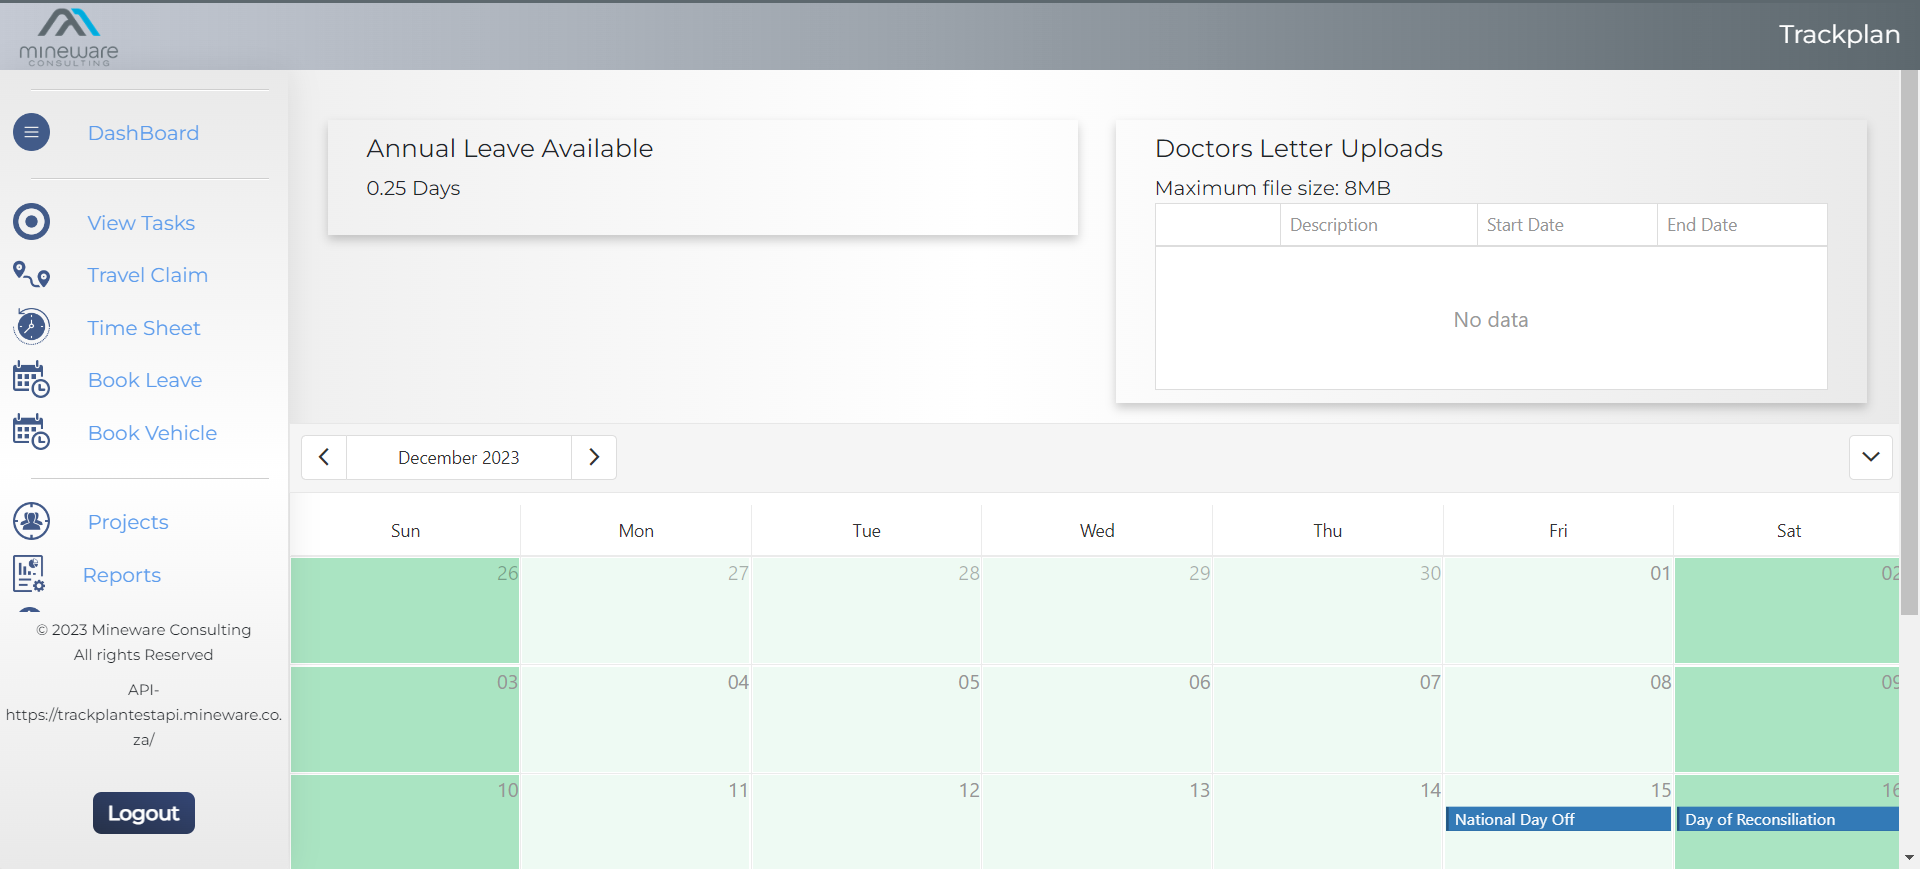 mineware
CONSULTING
Trackplan
DashBoard
View Tasks
Travel Claim
Time Sheet
Book Leave
Book Vehicle
Projects
Reports
© 2023 Mineware Consulting
All rights Reserved
API-
https://trackplantestapi.mineware.co.
za/
Logout
Annual Leave Available
0.25 Days
Doctors Letter Uploads
Maximum file size: 8MB
Description Start Date End Date
No data
December 2023
Sun Mon Tue Wed Thu Fri Sat
26 27 28 29 30 01 02
03 04 05 06 07 08 09
10 11 12 13 14 15 16
National Day Off Day of Reconsiliation